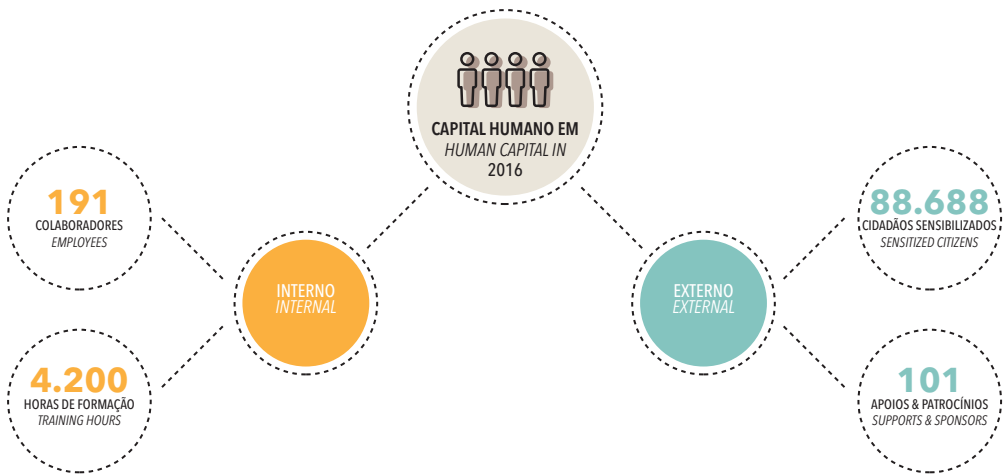 CAPITAL HUMANO EM
HUMAN CAPITAL IN
2016
191
COLABORADORES
EMPLOYEES
88.688
CIDADÃOS SENSIBILIZADOS
SENSITIZED CITIZENS
INTERNO
INTERNAL
EXTERNO
EXTERNAL
4.200
HORAS DE FORMAÇÃO
TRAINING HOURS
101
APOIOS & PATROCÍNIOS
SUPPORTS & SPONSORS